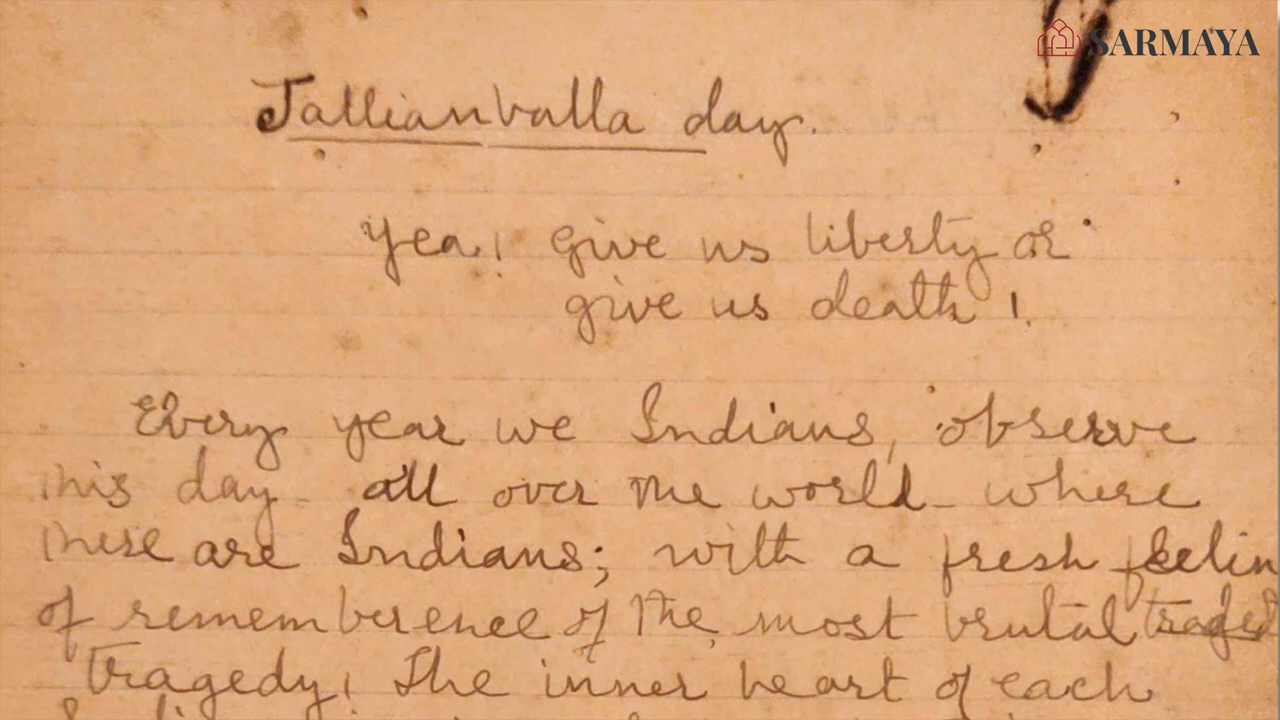 SARMAYA
Jallianvalla day.
Yea! Give us liberty or
give us death!
Every year we Indians, observe
this day - all over the world - where
there are Indians; with a fresh feelin
of rememberence of the most brutal traged
Tragedy! The inner heart of each